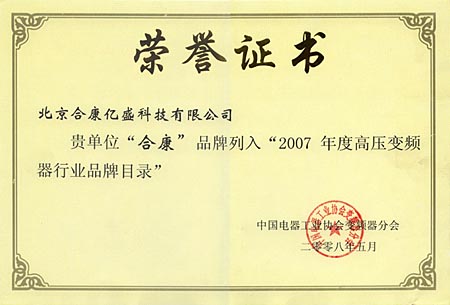 荣誉证书
北京合康亿盛科技有限公司
贵单位“合康”品牌列入“2007 年度高压变频
器行业品牌目录”
中国电器工业协会变频器分会
二〇〇八年五月